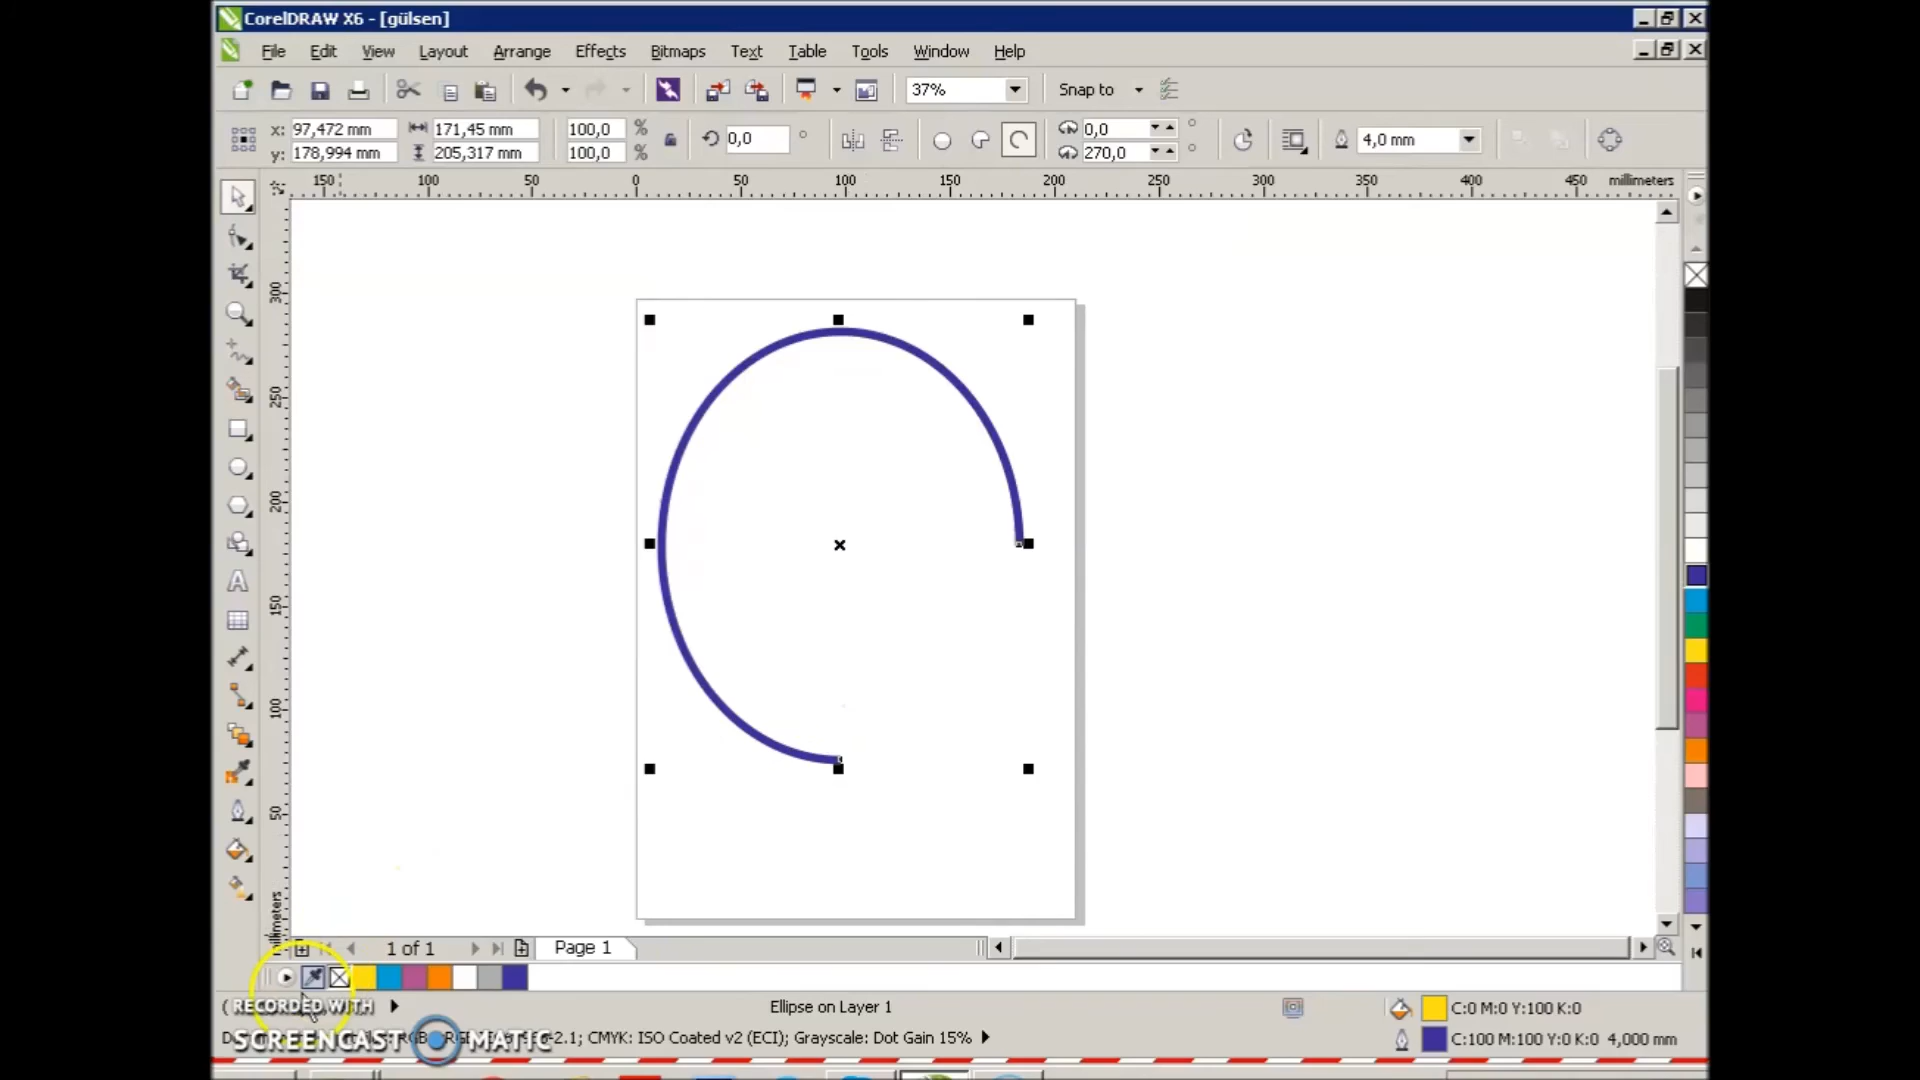 CorelDRAW X6 - [gülsen]
File Edit View Layout Arrange Effects Bitmaps Text Table Tools Window Help
37% Snap to
x: 97,472 mm 171,45 mm 100,0 % 0,0 ° 0,0 ° 4,0 mm
y: 178,994 mm 205,317 mm 100,0 % 270,0 °
150 100 50 0 50 100 150 200 250 300 350 400 450 millimeters
300
250
200
150
100
50
millimeters
1 of 1 Page 1
( RECORDED WITH Ellipse on Layer 1 C:0 M:0 Y:100 K:0
SCREENCAST MATIC -2.1; CMYK: ISO Coated v2 (ECI); Grayscale: Dot Gain 15% C:100 M:100 Y:0 K:0 4,000 mm